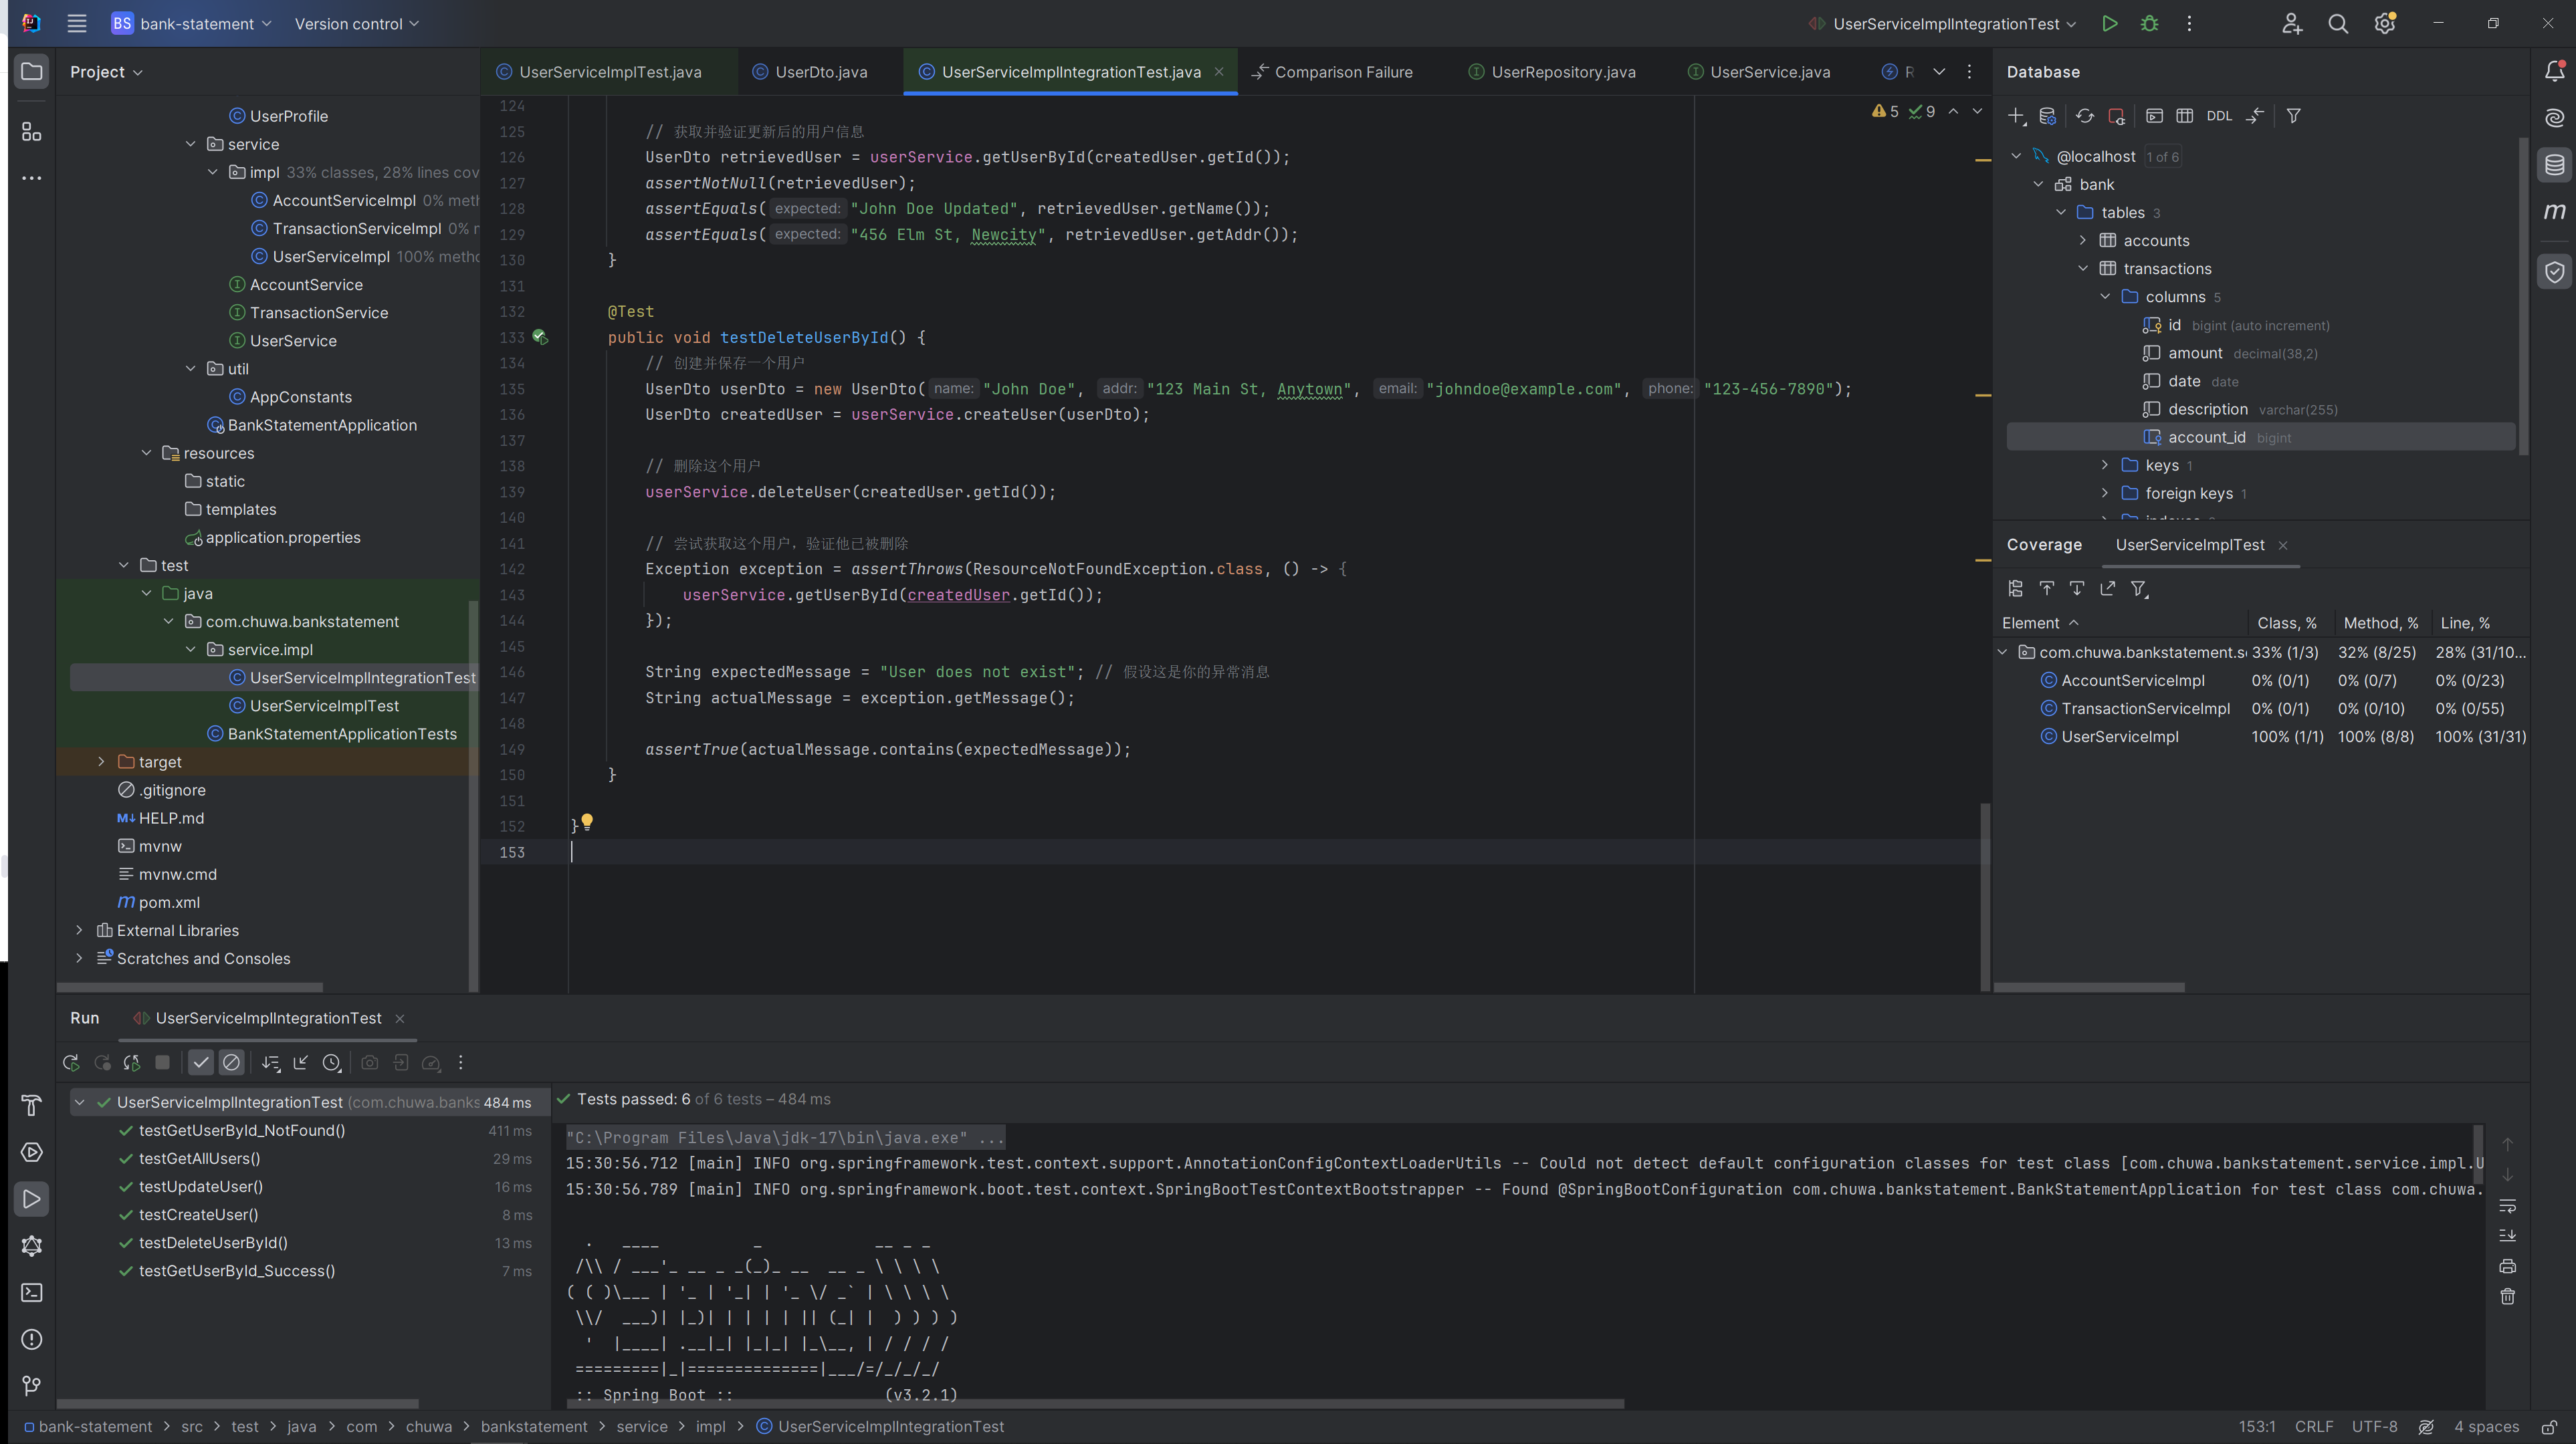 BS bank-statement Version control UserServiceImplIntegrationTest
Project
UserProfile
service
impl 33% classes, 28% lines cov
AccountServiceImpl 0% meth
TransactionServiceImpl 0%
UserServiceImpl 100% metho
AccountService
TransactionService
UserService
util
AppConstants
BankStatementApplication
resources
static
templates
application.properties
test
java
com.chuwa.bankstatement
service.impl
UserServiceImplIntegrationTest
UserServiceImplTest
BankStatementApplicationTests
target
.gitignore
HELP.md
mvnw
mvnw.cmd
pom.xml
External Libraries
Scratches and Consoles
UserServiceImplTest.java UserDto.java UserServiceImplIntegrationTest.java Comparison Failure UserRepository.java UserService.java R
5 9
124
125 // 获取并验证更新后的用户信息
126 UserDto retrievedUser = userService.getUserById(createdUser.getId());
127 assertNotNull(retrievedUser);
128 assertEquals( expected: "John Doe Updated", retrievedUser.getName());
129 assertEquals( expected: "456 Elm St, Newcity", retrievedUser.getAddr());
130 }
131
132 @Test
133 public void testDeleteUserById() {
134 // 创建并保存一个用户
135 UserDto userDto = new UserDto( name: "John Doe", addr: "123 Main St, Anytown", email: "johndoe@example.com", phone: "123-456-7890");
136 UserDto createdUser = userService.createUser(userDto);
137
138 // 删除这个用户
139 userService.deleteUser(createdUser.getId());
140
141 // 尝试获取这个用户，验证他已被删除
142 Exception exception = assertThrows(ResourceNotFoundException.class, () -> {
143 userService.getUserById(createdUser.getId());
144 });
145
146 String expectedMessage = "User does not exist"; // 假设这是你的异常消息
147 String actualMessage = exception.getMessage();
148
149 assertTrue(actualMessage.contains(expectedMessage));
150 }
151
152 }
153
Database
DDL
@localhost 1 of 6
bank
tables 3
accounts
transactions
columns 5
id bigint (auto increment)
amount decimal(38,2)
date date
description varchar(255)
account_id bigint
keys 1
foreign keys 1
Coverage UserServiceImplTest
Element Class, % Method, % Line, %
com.chuwa.bankstatement.s 33% (1/3) 32% (8/25) 28% (31/10...
AccountServiceImpl 0% (0/1) 0% (0/7) 0% (0/23)
TransactionServiceImpl 0% (0/1) 0% (0/10) 0% (0/55)
UserServiceImpl 100% (1/1) 100% (8/8) 100% (31/31)
Run UserServiceImplIntegrationTest
UserServiceImplIntegrationTest (com.chuwa.banks 484 ms
testGetUserById_NotFound() 411 ms
testGetAllUsers() 29 ms
testUpdateUser() 16 ms
testCreateUser() 8 ms
testDeleteUserById() 13 ms
testGetUserById_Success() 7 ms
Tests passed: 6 of 6 tests – 484 ms
"C:\Program Files\Java\jdk-17\bin\java.exe" ...
15:30:56.712 [main] INFO org.springframework.test.context.support.AnnotationConfigContextLoaderUtils -- Could not detect default configuration classes for test class [com.chuwa.bankstatement.service.impl.U
15:30:56.789 [main] INFO org.springframework.boot.test.context.SpringBootTestContextBootstrapper -- Found @SpringBootConfiguration com.chuwa.bankstatement.BankStatementApplication for test class com.chuwa.
:: Spring Boot :: (v3.2.1)
bank-statement > src > test > java > com > chuwa > bankstatement > service > impl > UserServiceImplIntegrationTest
153:1 CRLF UTF-8 4 spaces